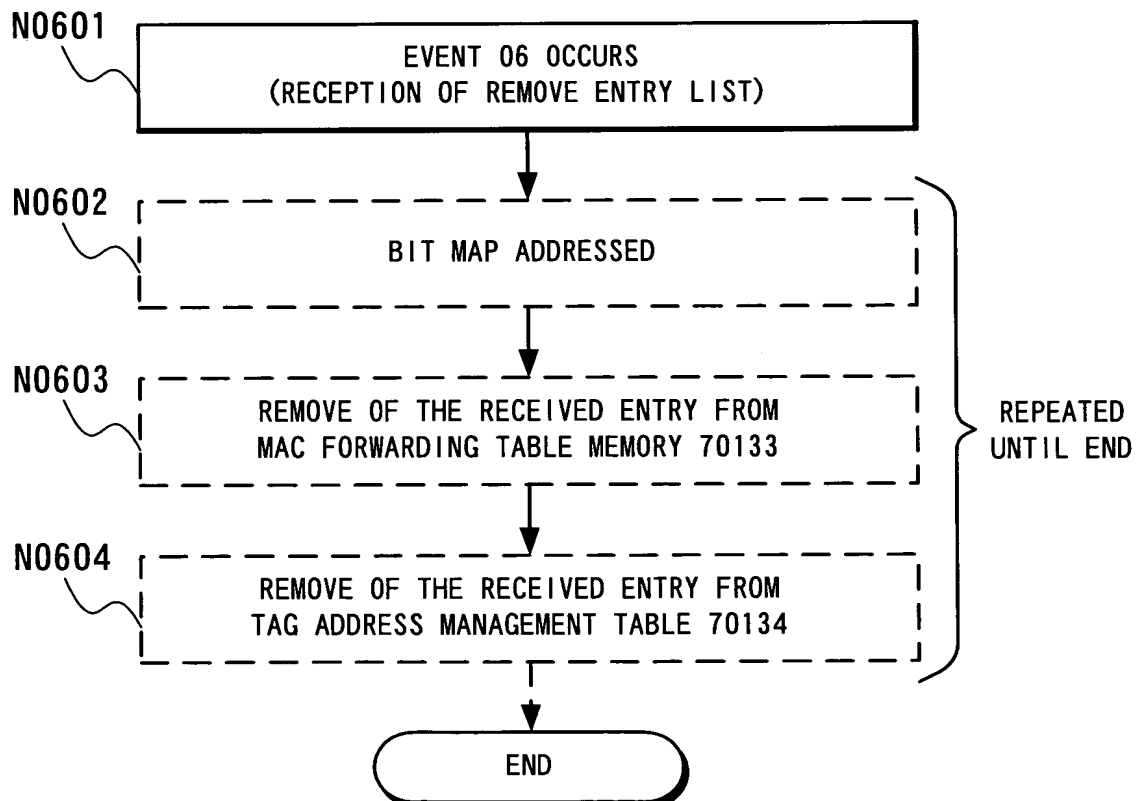 N0601
EVENT 06 OCCURS
(RECEPTION OF REMOVE ENTRY LIST)
N0602
BIT MAP ADDRESSED
N0603
REMOVE OF THE RECEIVED ENTRY FROM
MAC FORWARDING TABLE MEMORY 70133
REPEATED
UNTIL END
N0604
REMOVE OF THE RECEIVED ENTRY FROM
TAG ADDRESS MANAGEMENT TABLE 70134
END